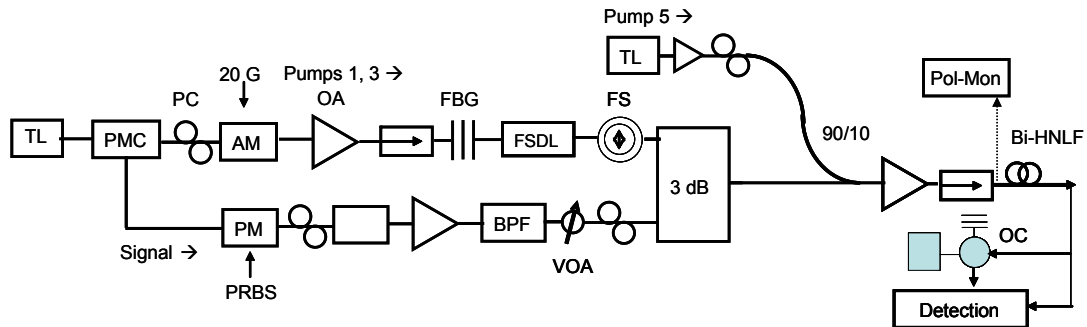 Pump 5 →
TL
20 G
Pumps 1, 3 →
OA
PC
FBG
FS
Pol-Mon
TL
PMC
AM
FSDL
90/10
Bi-HNLF
3 dB
PM
BPF
Signal →
VOA
OC
PRBS
Detection